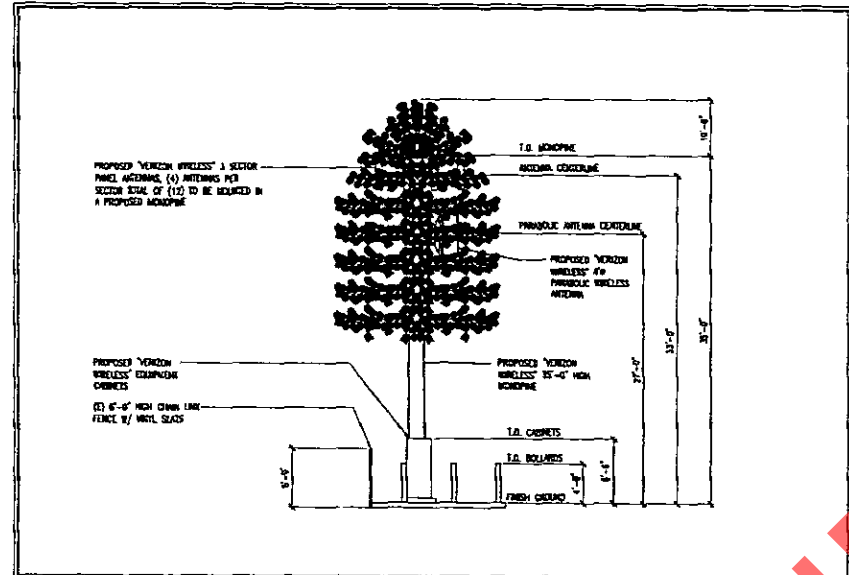 PROPOSED "VERIZON WIRELESS" 3 SECTOR
PANEL ANTENNAS, (4) ANTENNAS PER
SECTOR TOTAL OF (12) TO BE MOUNTED IN
A PROPOSED MONOPINE
T.O. MONOPINE
ANTENNA CENTERLINE
PARABOLIC ANTENNA CENTERLINE
PROPOSED "VERIZON
WIRELESS" 4'Ø
PARABOLIC WIRELESS
ANTENNA
10'-0"
27'-0"
33'-0"
35'-0"
PROPOSED "VERIZON
WIRELESS" EQUIPMENT
CABINETS
PROPOSED "VERIZON
WIRELESS" 35'-0" HIGH
MONOPINE
(E) 6'-0" HIGH CHAIN LINK
FENCE W/ VINYL SLATS
T.O. CABINETS
T.O. BOLLARDS
FINISH GROUND
6'-0"
4'-0"